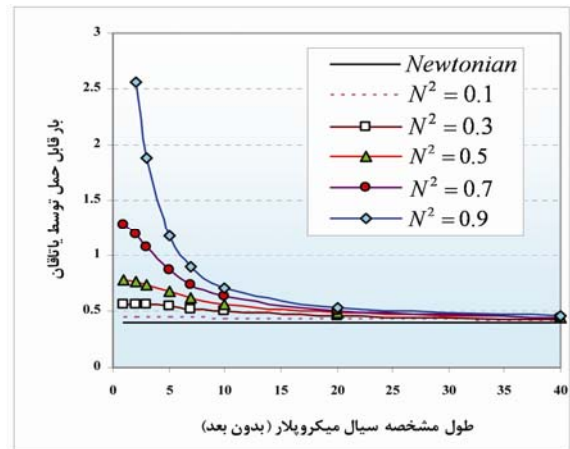 3
2.5
2
1.5
1
0.5
0
0 5 10 15 20 25 30 35 40
بار قابل حمل توسط یاتاقان
طول مشخصه سیال میکروپلار (بدون بعد)
Newtonian
N² = 0.1
N² = 0.3
N² = 0.5
N² = 0.7
N² = 0.9